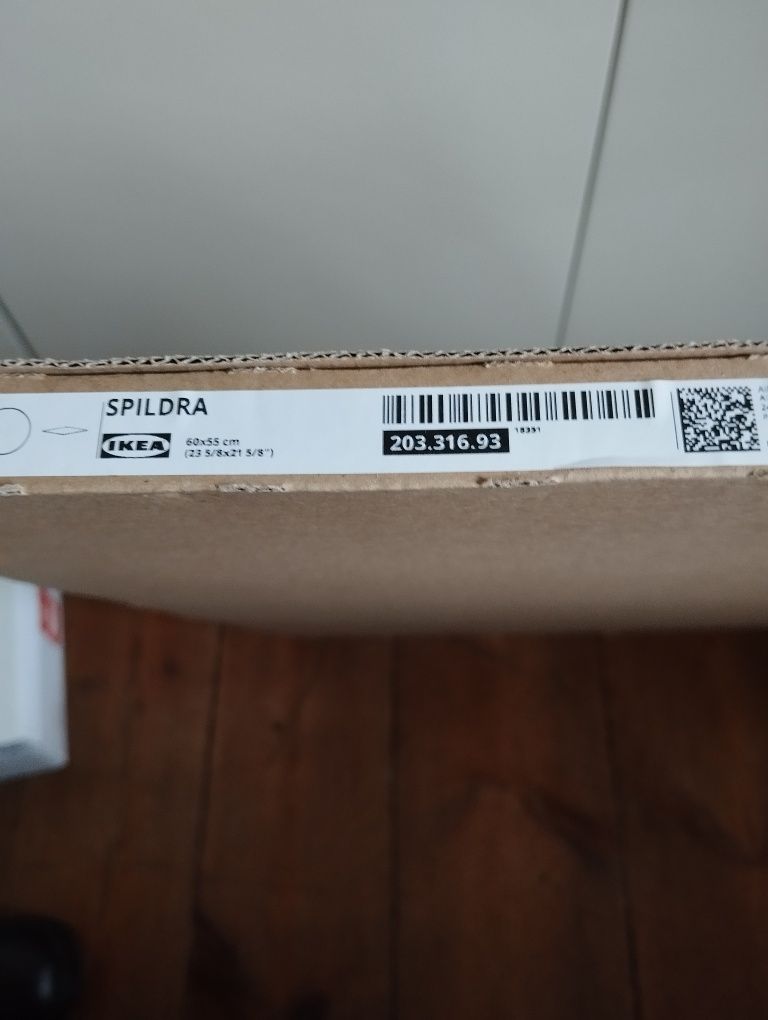 SPILDRA
IKEA
60x55 cm
(23 5/8x21 5/8")
18391
203.316.93